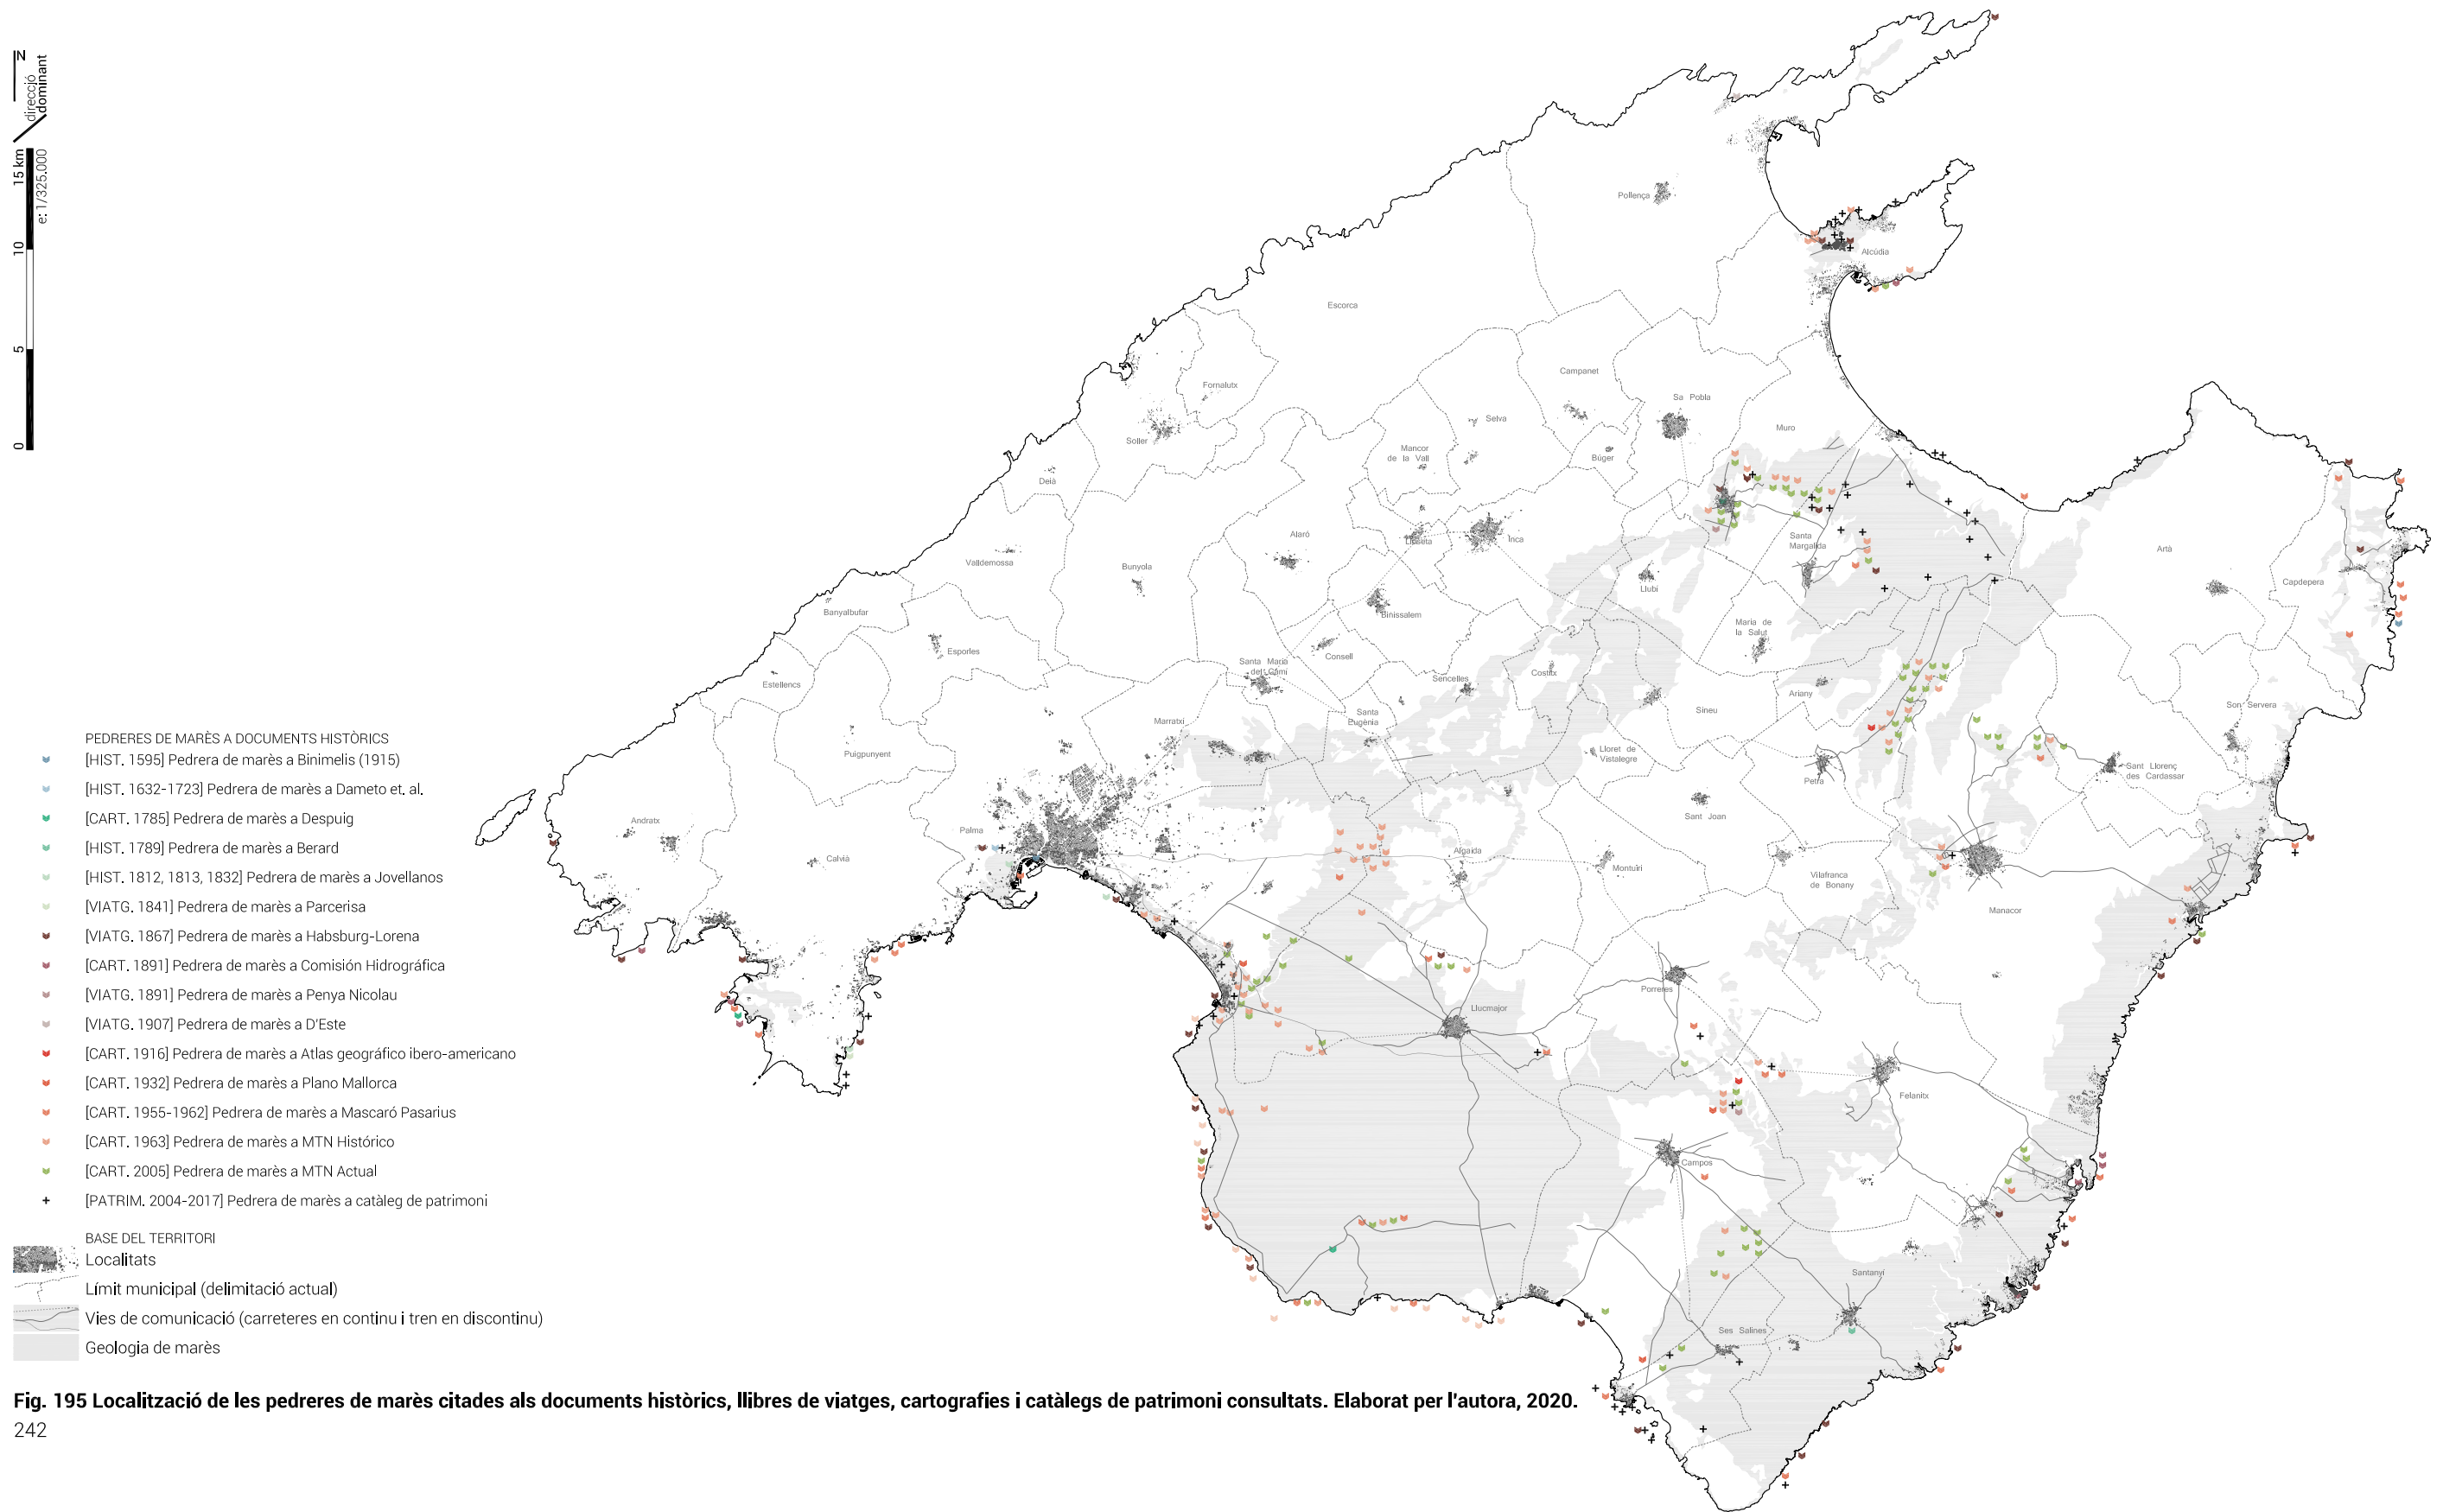 N
direcció
dominant
15 km
10
5
0
e: 1/325.000
Pollença
Alcúdia
Escorca
Fornalutx
Soller
Campanet
Sa Pobla
Selva
Mancor
de la Vall
Búger
Muro
Deià
Alaró
Lloseta
Inca
Santa
Margalida
Artà
Valldemossa
Bunyola
Capdepera
Llubí
Banyalbufar
Binissalem
Maria de
la Salut
Esporles
Consell
Santa Maria
del Camí
Sencelles
Costitx
Estellencs
Ariany
Santa
Eugènia
Sineu
Son Servera
Marratxí
Puigpunyent
Lloret de
Vistalegre
Petra
Sant Llorenç
des Cardassar
Sant Joan
Andratx
Palma
Calvià
Algaida
Montuïri
Vilafranca
de Bonany
Manacor
Porreres
Llucmajor
Felanitx
Campos
Santanyí
Ses Salines
PEDRERES DE MARÈS A DOCUMENTS HISTÒRICS
[HIST. 1595] Pedrera de marès a Binimelis (1915)
[HIST. 1632-1723] Pedrera de marès a Dameto et. al.
[CART. 1785] Pedrera de marès a Despuig
[HIST. 1789] Pedrera de marès a Berard
[HIST. 1812, 1813, 1832] Pedrera de marès a Jovellanos
[VIATG. 1841] Pedrera de marès a Parcerisa
[VIATG. 1867] Pedrera de marès a Habsburg-Lorena
[CART. 1891] Pedrera de marès a Comisión Hidrográfica
[VIATG. 1891] Pedrera de marès a Penya Nicolau
[VIATG. 1907] Pedrera de marès a D'Este
[CART. 1916] Pedrera de marès a Atlas geográfico ibero-americano
[CART. 1932] Pedrera de marès a Plano Mallorca
[CART. 1955-1962] Pedrera de marès a Mascaró Pasarius
[CART. 1963] Pedrera de marès a MTN Histórico
[CART. 2005] Pedrera de marès a MTN Actual
[PATRIM. 2004-2017] Pedrera de marès a catàleg de patrimoni
BASE DEL TERRITORI
Localitats
Límit municipal (delimitació actual)
Vies de comunicació (carreteres en continu i tren en discontinu)
Geologia de marès
Fig. 195 Localització de les pedreres de marès citades als documents històrics, llibres de viatges, cartografies i catàlegs de patrimoni consultats. Elaborat per l'autora, 2020.
242